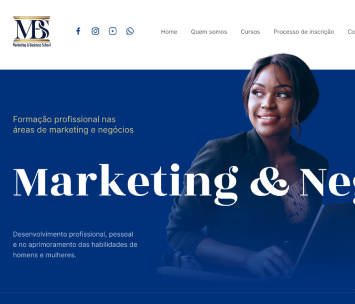 MBS
Marketing & Business School
Home Quem somos Cursos Processo de inscrição Co
Formação profissional nas
áreas de marketing e negócios
Marketing & Neg
Desenvolvimento profissional, pessoal
e no aprimoramento das habilidades de
homens e mulheres.